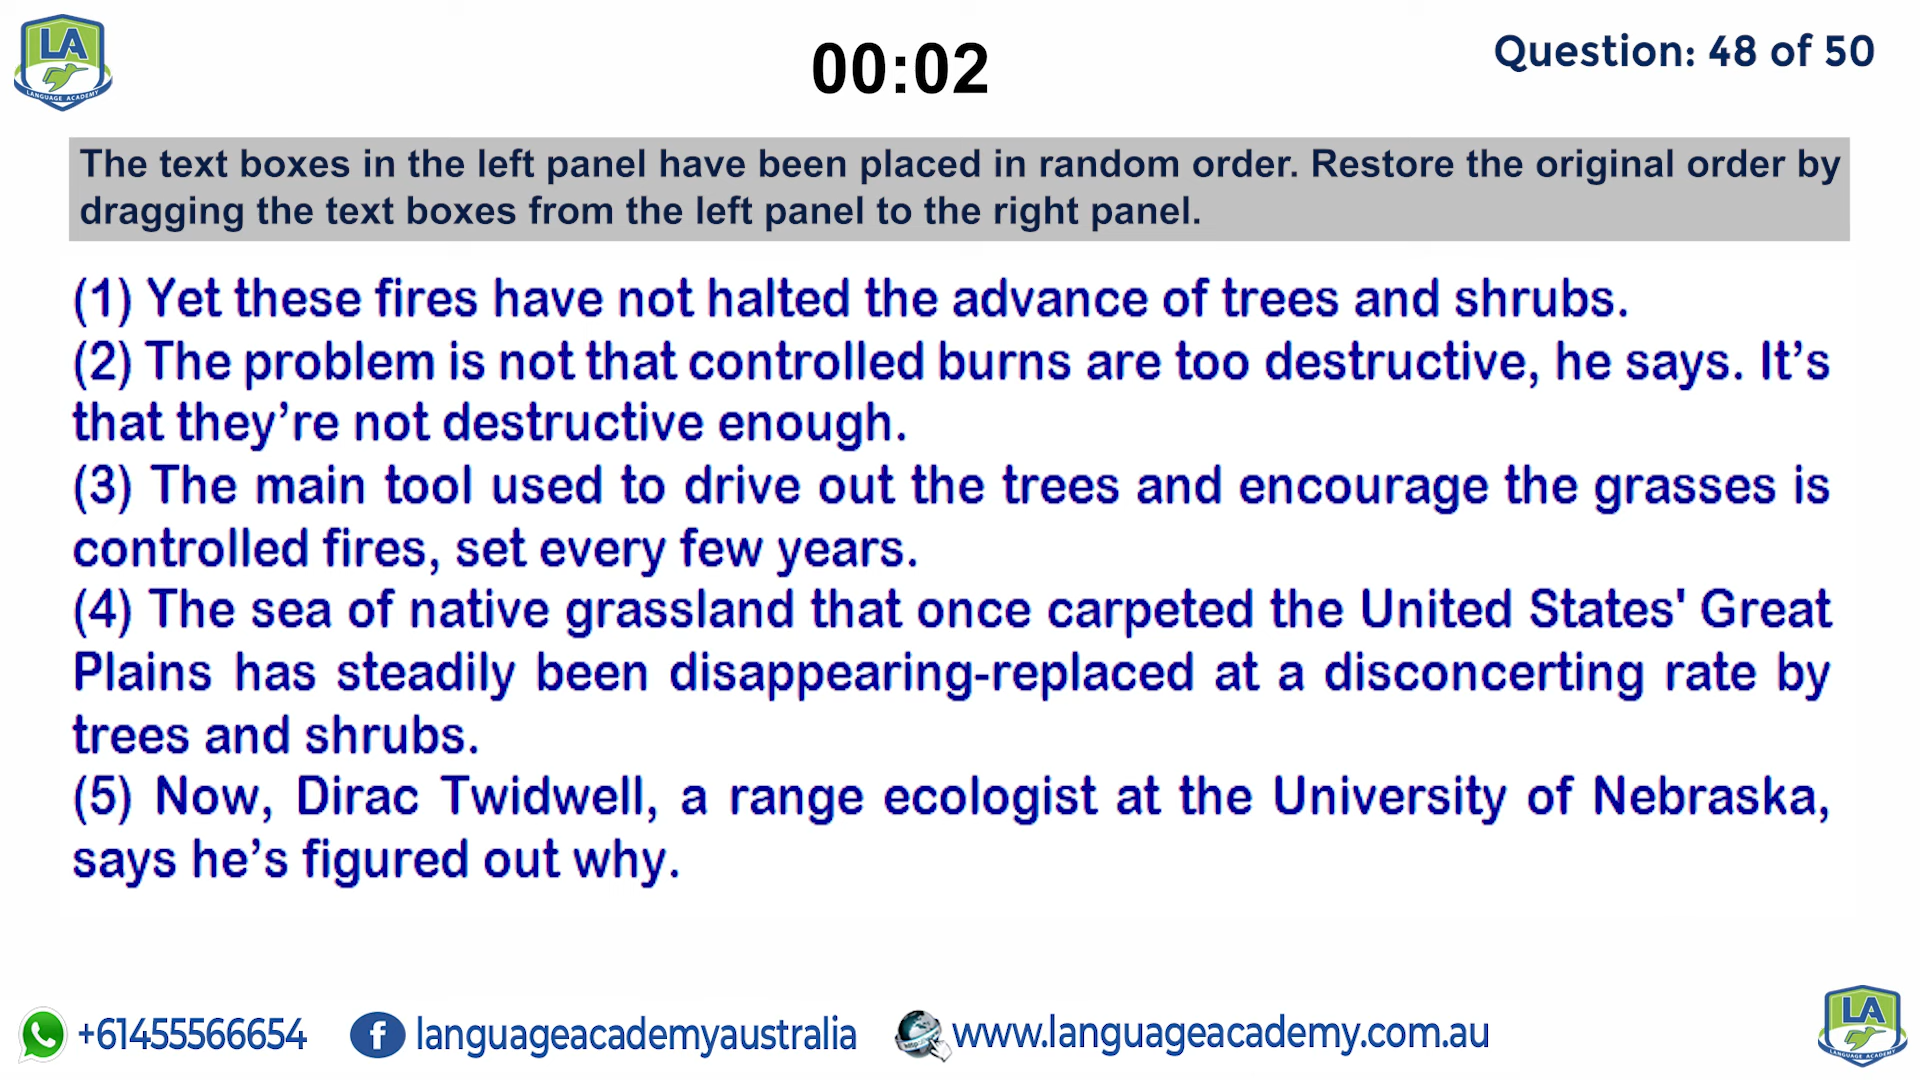 LA
LANGUAGE ACADEMY
00:02
Question: 48 of 50
The text boxes in the left panel have been placed in random order. Restore the original order by
dragging the text boxes from the left panel to the right panel.
(1) Yet these fires have not halted the advance of trees and shrubs.
(2) The problem is not that controlled burns are too destructive, he says. It’s
that they’re not destructive enough.
(3) The main tool used to drive out the trees and encourage the grasses is
controlled fires, set every few years.
(4) The sea of native grassland that once carpeted the United States' Great
Plains has steadily been disappearing-replaced at a disconcerting rate by
trees and shrubs.
(5) Now, Dirac Twidwell, a range ecologist at the University of Nebraska,
says he’s figured out why.
+61455566654
f languageacademyaustralia
http:// www.languageacademy.com.au
LA
LANGUAGE ACADEMY